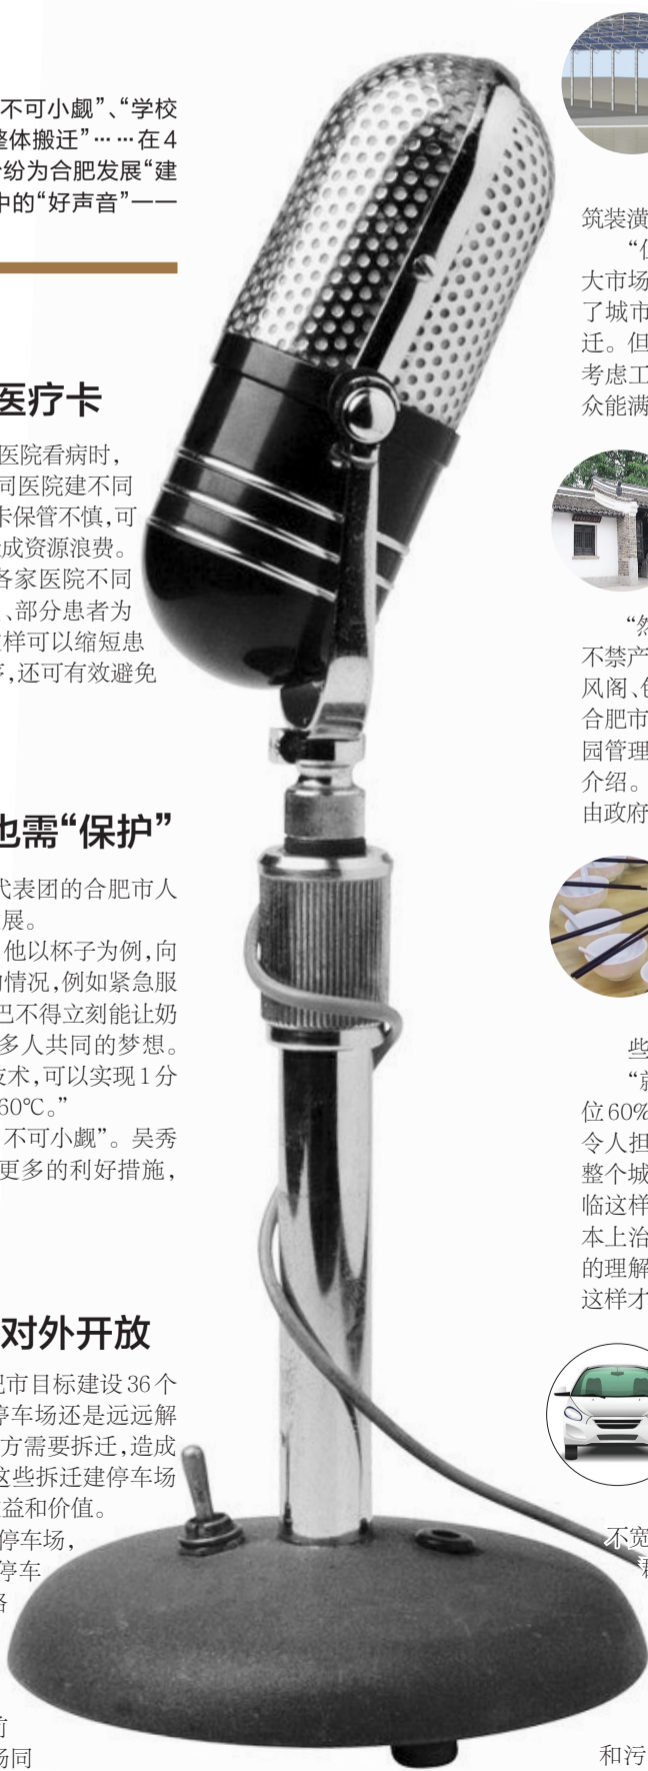 不可小觑”、“学校
整体搬迁”……在4
纷纷为合肥发展“建
中的“好声音”——
医疗卡
医院看病时，
同医院建不同
卡保管不慎，可
成资源浪费。
各家医院不同
、部分患者为
样可以缩短患
，还可有效避免
也需“保护”
代表团的合肥市人
展。
他以杯子为例，向
的情况，例如紧急服
巴不得立刻能让奶
多人共同的梦想。
技术，可以实现1分
60℃。”
不可小觑”。吴秀
更多的利好措施，
对外开放
肥市目标建设36个
停车场还是远远解
方需要拆迁，造成
这些拆迁建停车场
益和价值。
停车场，
停车
路
前
场同
筑装潢
大市场
了城市
迁。但
考虑工
众能满
“然
不禁产
风阁、包
合肥市
园管理
介绍。
由政府
些
“就
位60%
令人担
整个城
临这样
本上治
的理解
这样才
不宽
群
和污